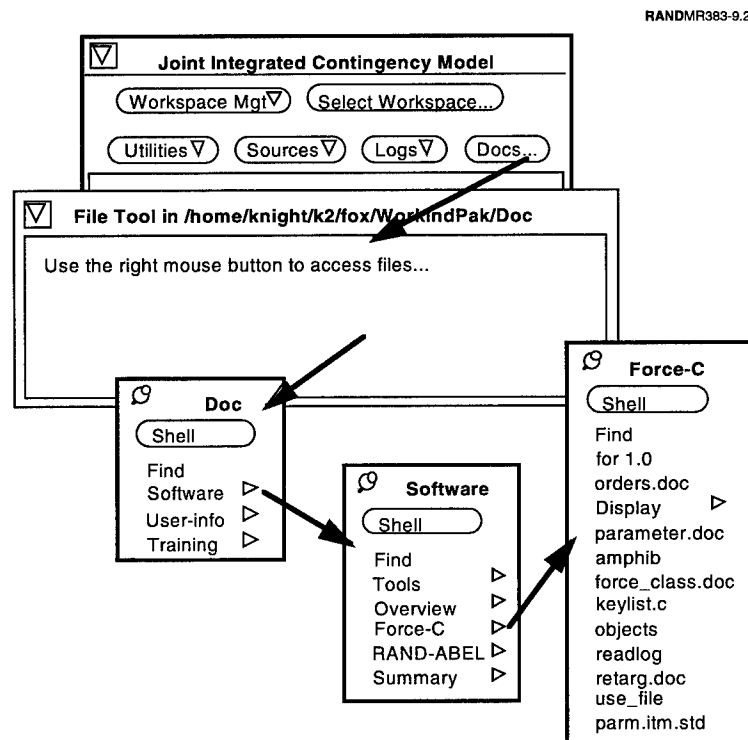 RANDMR383-9.2
Joint Integrated Contingency Model
Workspace Mgt
Select Workspace...
Utilities
Sources
Logs
Docs...
File Tool in /home/knight/k2/fox/WorkindPak/Doc
Use the right mouse button to access files...
Doc
Shell
Find
Software
User-info
Training
Software
Shell
Find
Tools
Overview
Force-C
RAND-ABEL
Summary
Force-C
Shell
Find
for 1.0
orders.doc
Display
parameter.doc
amphib
force_class.doc
keylist.c
objects
readlog
retarg.doc
use_file
parm.itm.std